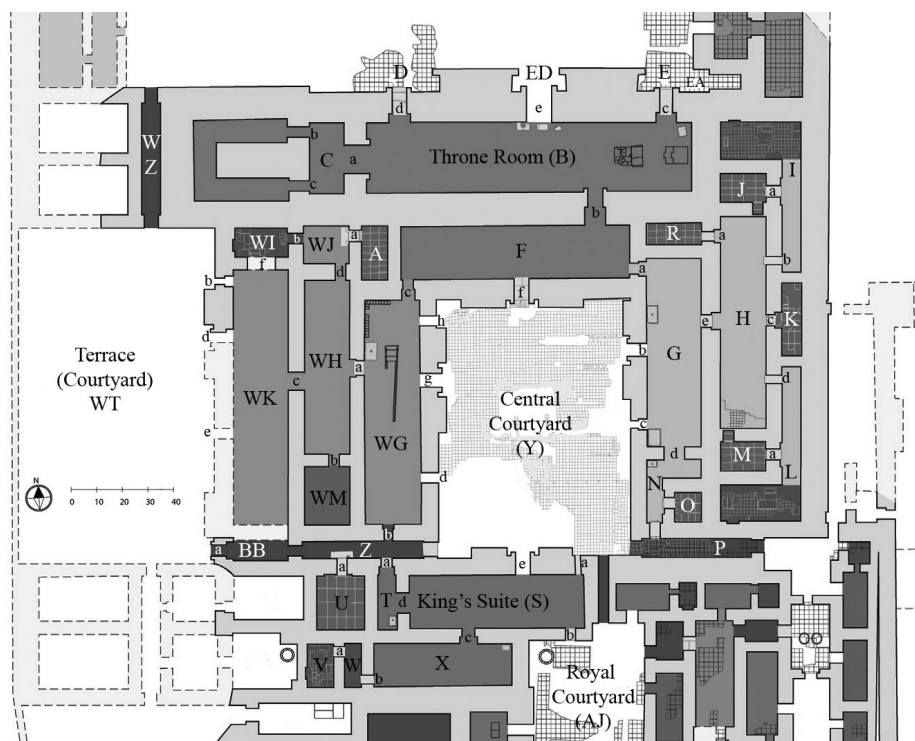 D
ED
E
EA
d
e
c
W
Z
b
C
a
Throne Room (B)
c
I
J
a
b
WI
b
WJ
a
A
R
a
F
b
f
d
a
b
c
f
h
d
WH
a
c
WK
g
WG
e
G
b
H
c
K
d
c
d
e
Terrace
(Courtyard)
WT
Central
Courtyard
(Y)
b
WM
d
d
N
M
a
L
O
N
0
10
20
30
40
a
BB
Z
b
P
a
a
e
a
U
T
d
King's Suite (S)
c
b
V
a
W
b
X
Royal
Courtyard
(AJ)